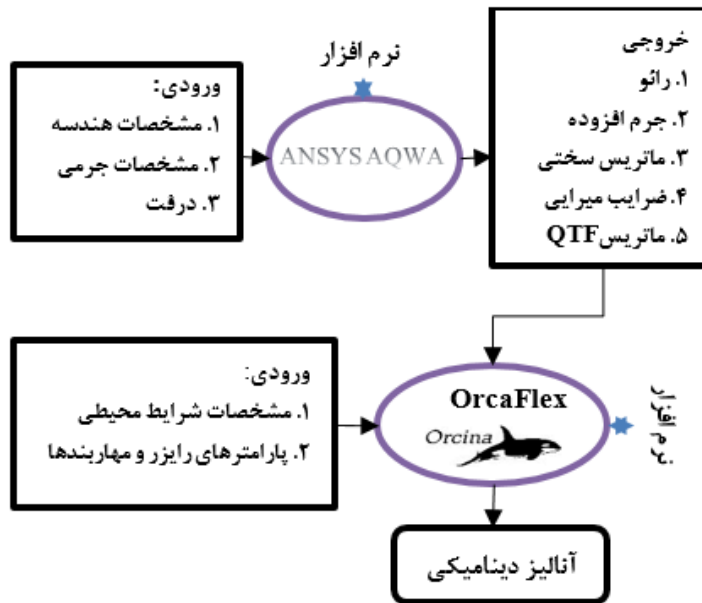 نرم افزار
ورودی:
۱. مشخصات هندسه
۲. مشخصات جرمی
۳. درفت
ANSYS AQWA
خروجی
۱. رائو
۲. جرم افزوده
۳. ماتریس سختی
۴. ضرایب میرایی
۵. ماتریسQTF
ورودی:
۱. مشخصات شرایط محیطی
۲. پارامترهای رایزر و مهاربندها
OrcaFlex
Orcina
نرم افزار
آنالیز دینامیکی